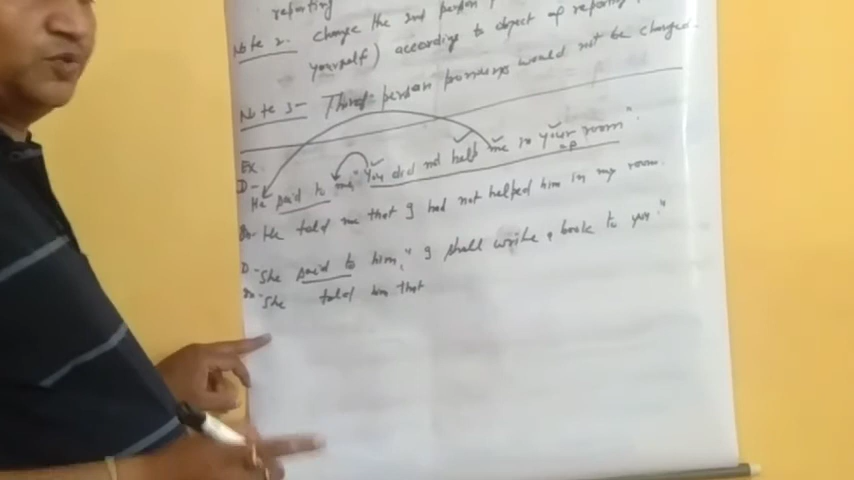 reporting
Note 2. Change the 2nd person
yourself) according to object of reporting
Note 3- Third person pronouns would not be changed.
Ex
D- He said to me, "You did not help me in your room".
In- He told me that I had not helped him in my room.
D- She said to him, "I shall write a book to you."
In- She told him that